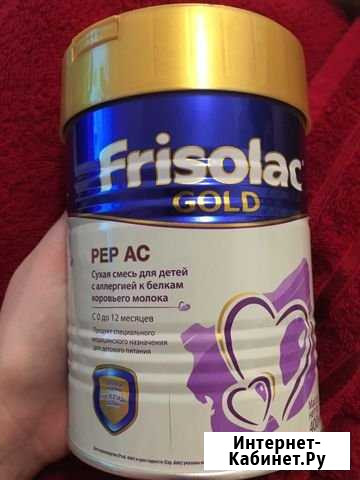 Frisolac
GOLD
PEP AC
Сухая смесь для детей
с аллергией к белкам
коровьего молока
С 0 до 12 месяцев
Продукт специального
медицинского назначения
для детского питания
400
Интернет-
Кабинет.Ру